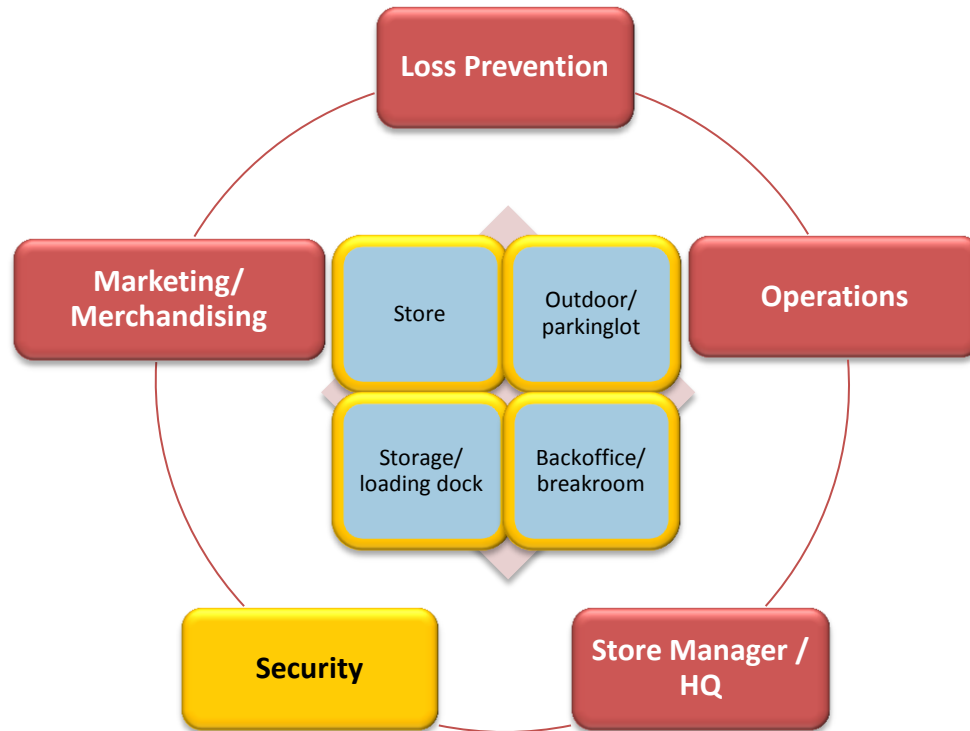 Loss Prevention
Marketing/
Merchandising
Operations
Store
Outdoor/
parkinglot
Storage/
loading dock
Backoffice/
breakroom
Security
Store Manager /
HQ